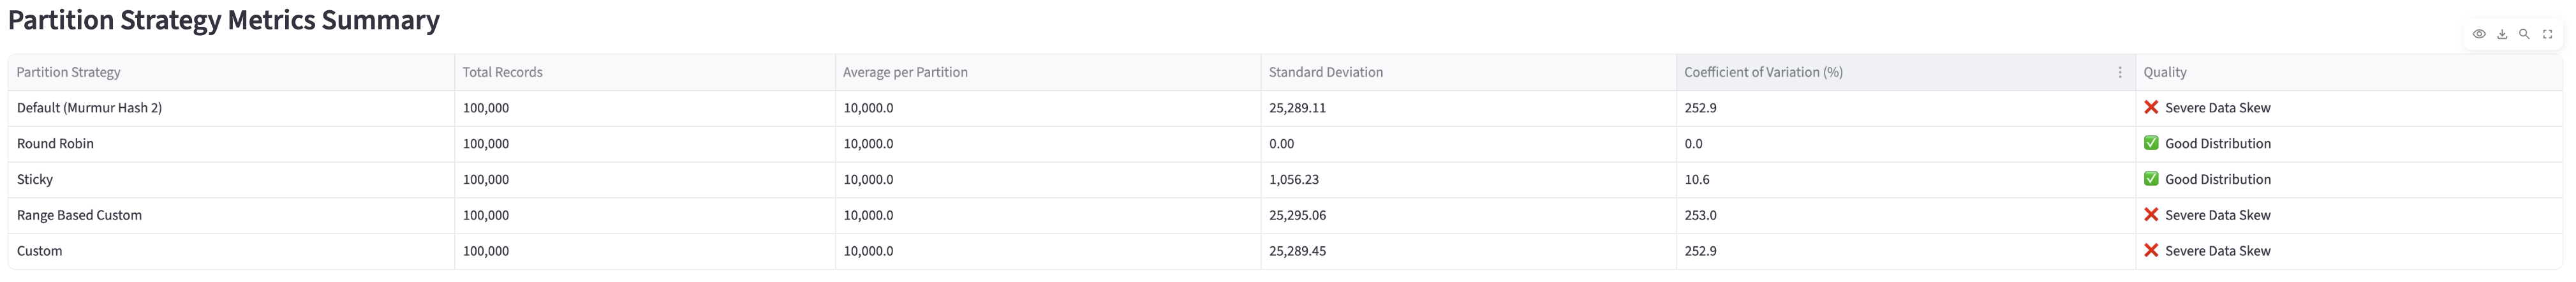 Partition Strategy Metrics Summary
Partition Strategy Total Records Average per Partition Standard Deviation Coefficient of Variation (%) Quality
Default (Murmur Hash 2) 100,000 10,000.0 25,289.11 252.9 ❌ Severe Data Skew
Round Robin 100,000 10,000.0 0.00 0.0 ✅ Good Distribution
Sticky 100,000 10,000.0 1,056.23 10.6 ✅ Good Distribution
Range Based Custom 100,000 10,000.0 25,295.06 253.0 ❌ Severe Data Skew
Custom 100,000 10,000.0 25,289.45 252.9 ❌ Severe Data Skew